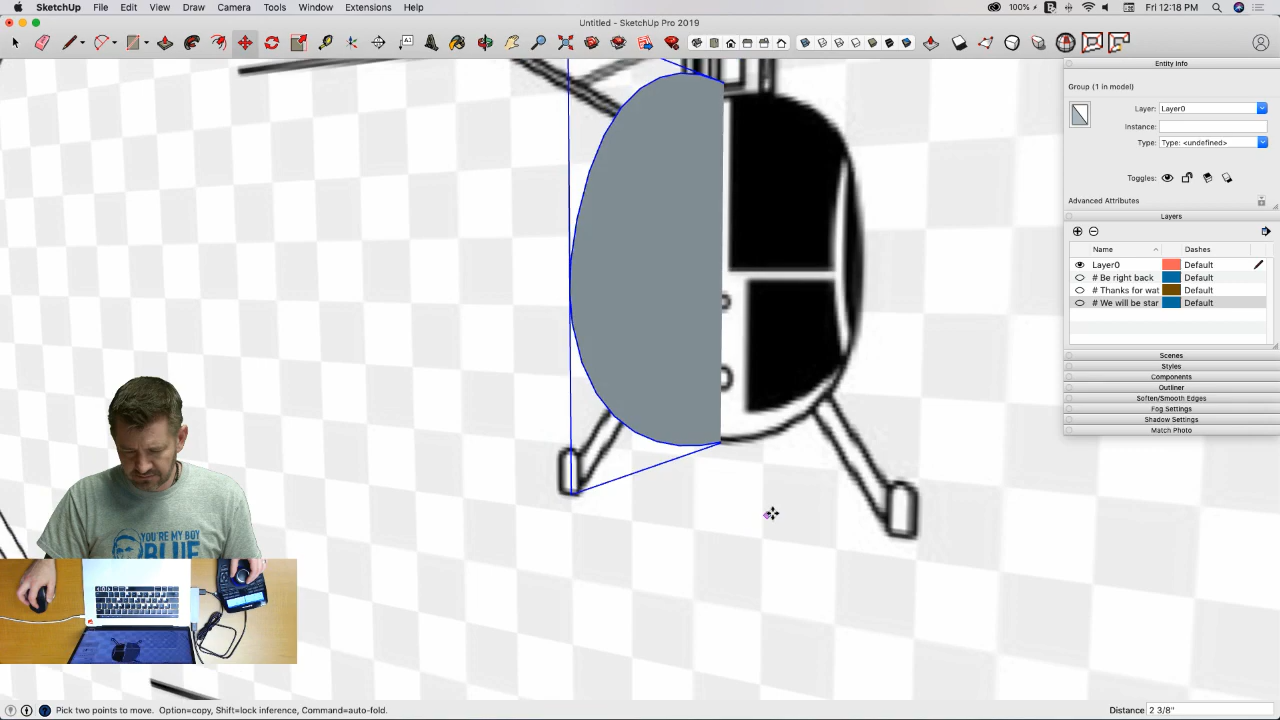 SketchUp File Edit View Draw Camera Tools Window Extensions Help 100% Fri 12:18 PM
Untitled - SketchUp Pro 2019
Entity Info
Group (1 in model)
Layer: Layer0
Instance:
Type: Type: <undefined>
Toggles:
Advanced Attributes
Layers
Name Dashes
Layer0 Default
# Be right back Default
# Thanks for wat Default
# We will be star Default
Scenes
Styles
Components
Outliner
Soften/Smooth Edges
Fog Settings
Shadow Settings
Match Photo
YOU'RE MY BOY
BLUE
Pick two points to move. Option=copy, Shift=lock inference, Command=auto-fold. Distance 2 3/8"